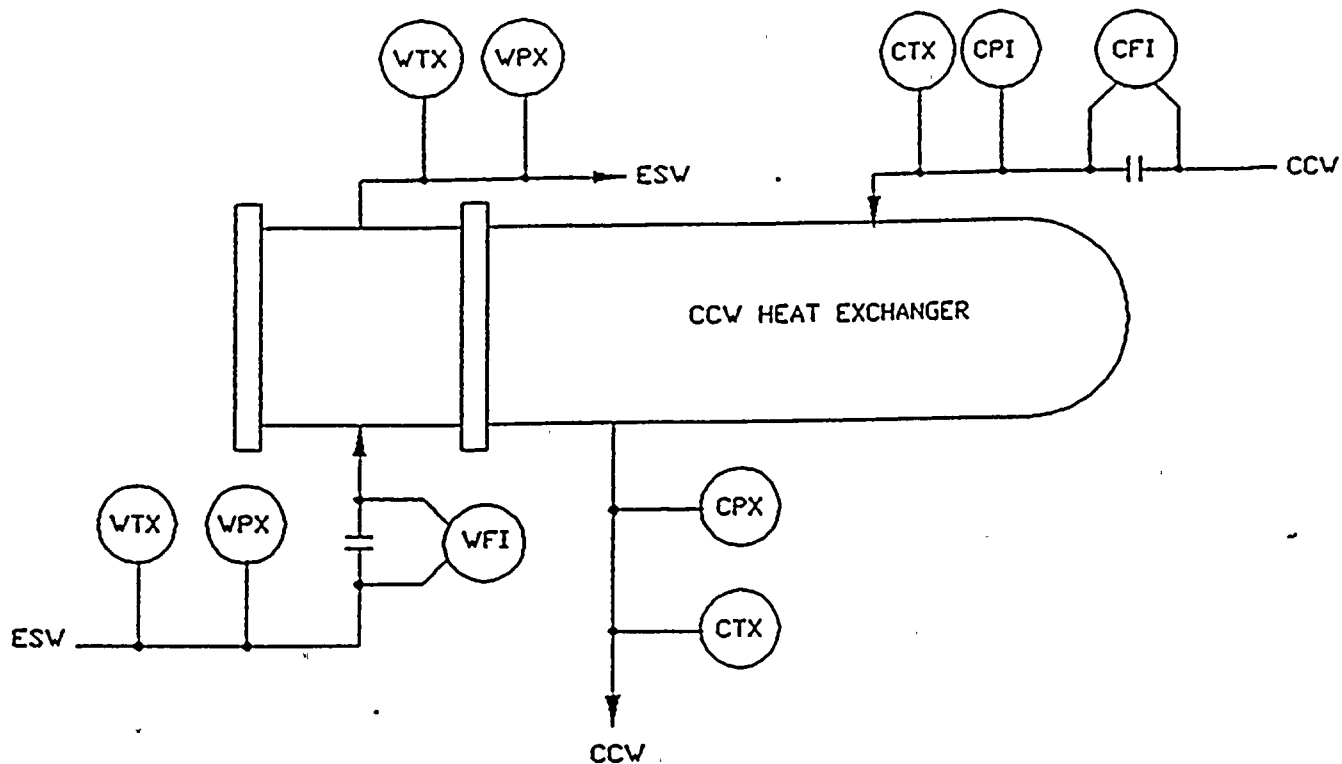 WTX WPX CTX CPI CFI
ESW CCW
CCW HEAT EXCHANGER
CPX
WTX WPX WFI
CTX
ESW
CCW